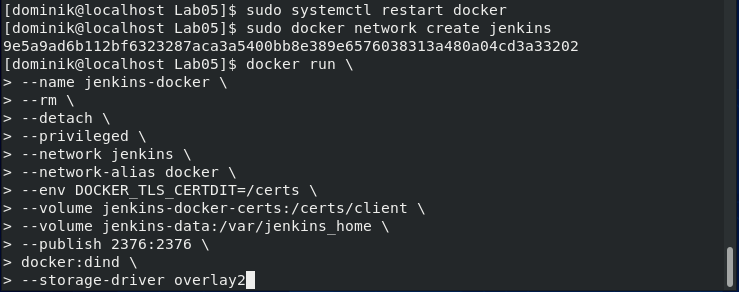 [dominik@localhost Lab05]$ sudo systemctl restart docker
[dominik@localhost Lab05]$ sudo docker network create jenkins
9e5a9ad6b112bf6323287aca3a5400bb8e389e6576038313a480a04cd3a33202
[dominik@localhost Lab05]$ docker run \
> --name jenkins-docker \
> --rm \
> --detach \
> --privileged \
> --network jenkins \
> --network-alias docker \
> --env DOCKER_TLS_CERTDIT=/certs \
> --volume jenkins-docker-certs:/certs/client \
> --volume jenkins-data:/var/jenkins_home \
> --publish 2376:2376 \
> docker:dind \
> --storage-driver overlay2